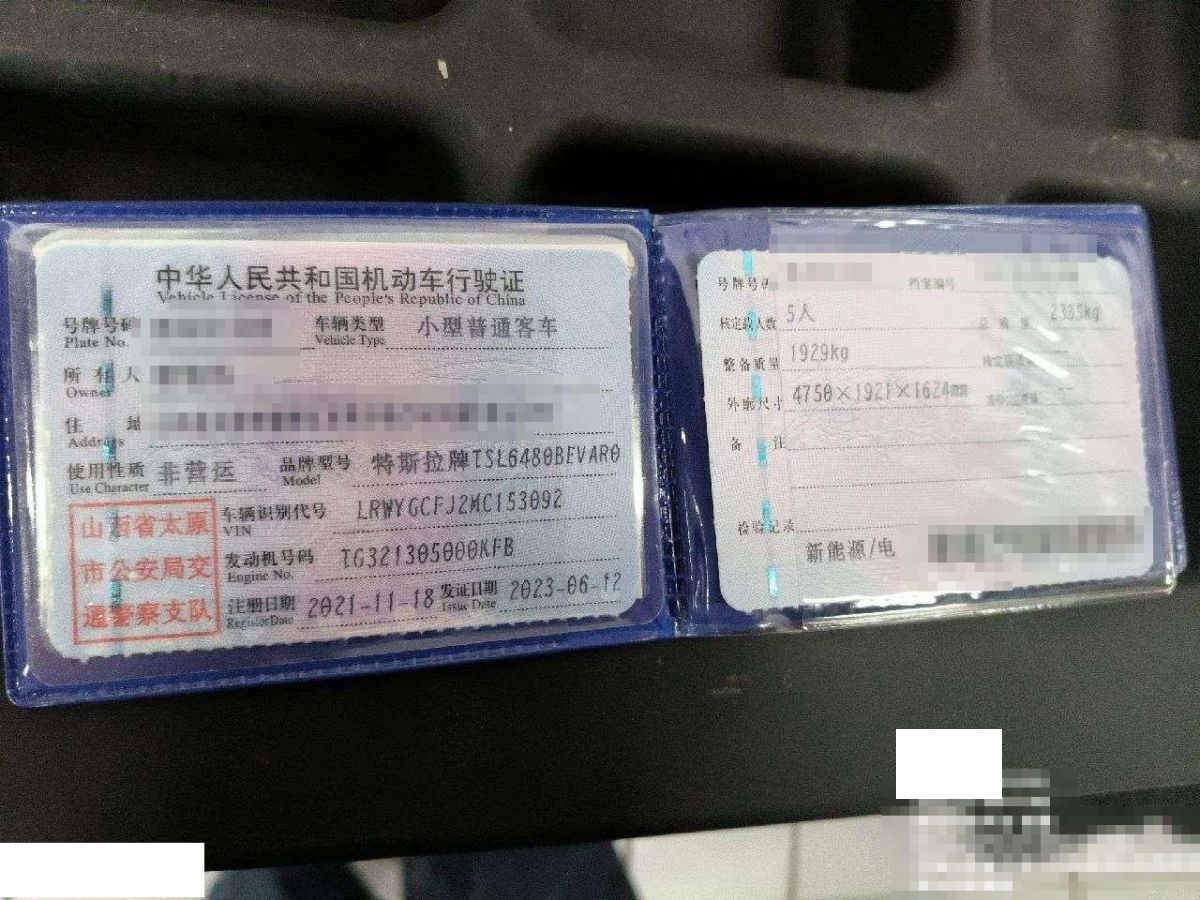 中华人民共和国机动车行驶证
Vehicle License of the People's Republic of China
号牌号码 车辆类型 小型普通客车
Plate No. Vehicle Type
所有人
Owner
住址
Address
使用性质 非营运 品牌型号 特斯拉牌TSL6480BEVAR0
Use Character Model
车辆识别代号 LRWYGCFJ2MC153092
VIN
发动机号码 TG321305000KFB
Engine No.
注册日期 2021-11-18 发证日期 2023-06-12
Register Date Issue Date
山西省太原
市公安局交
通警察支队
号牌号码 档案编号
核定载人数 5人 总质量 2335kg
整备质量 1929kg 核定载质量
外廓尺寸 4750×1921×1624mm
备注
检验记录
新能源/电